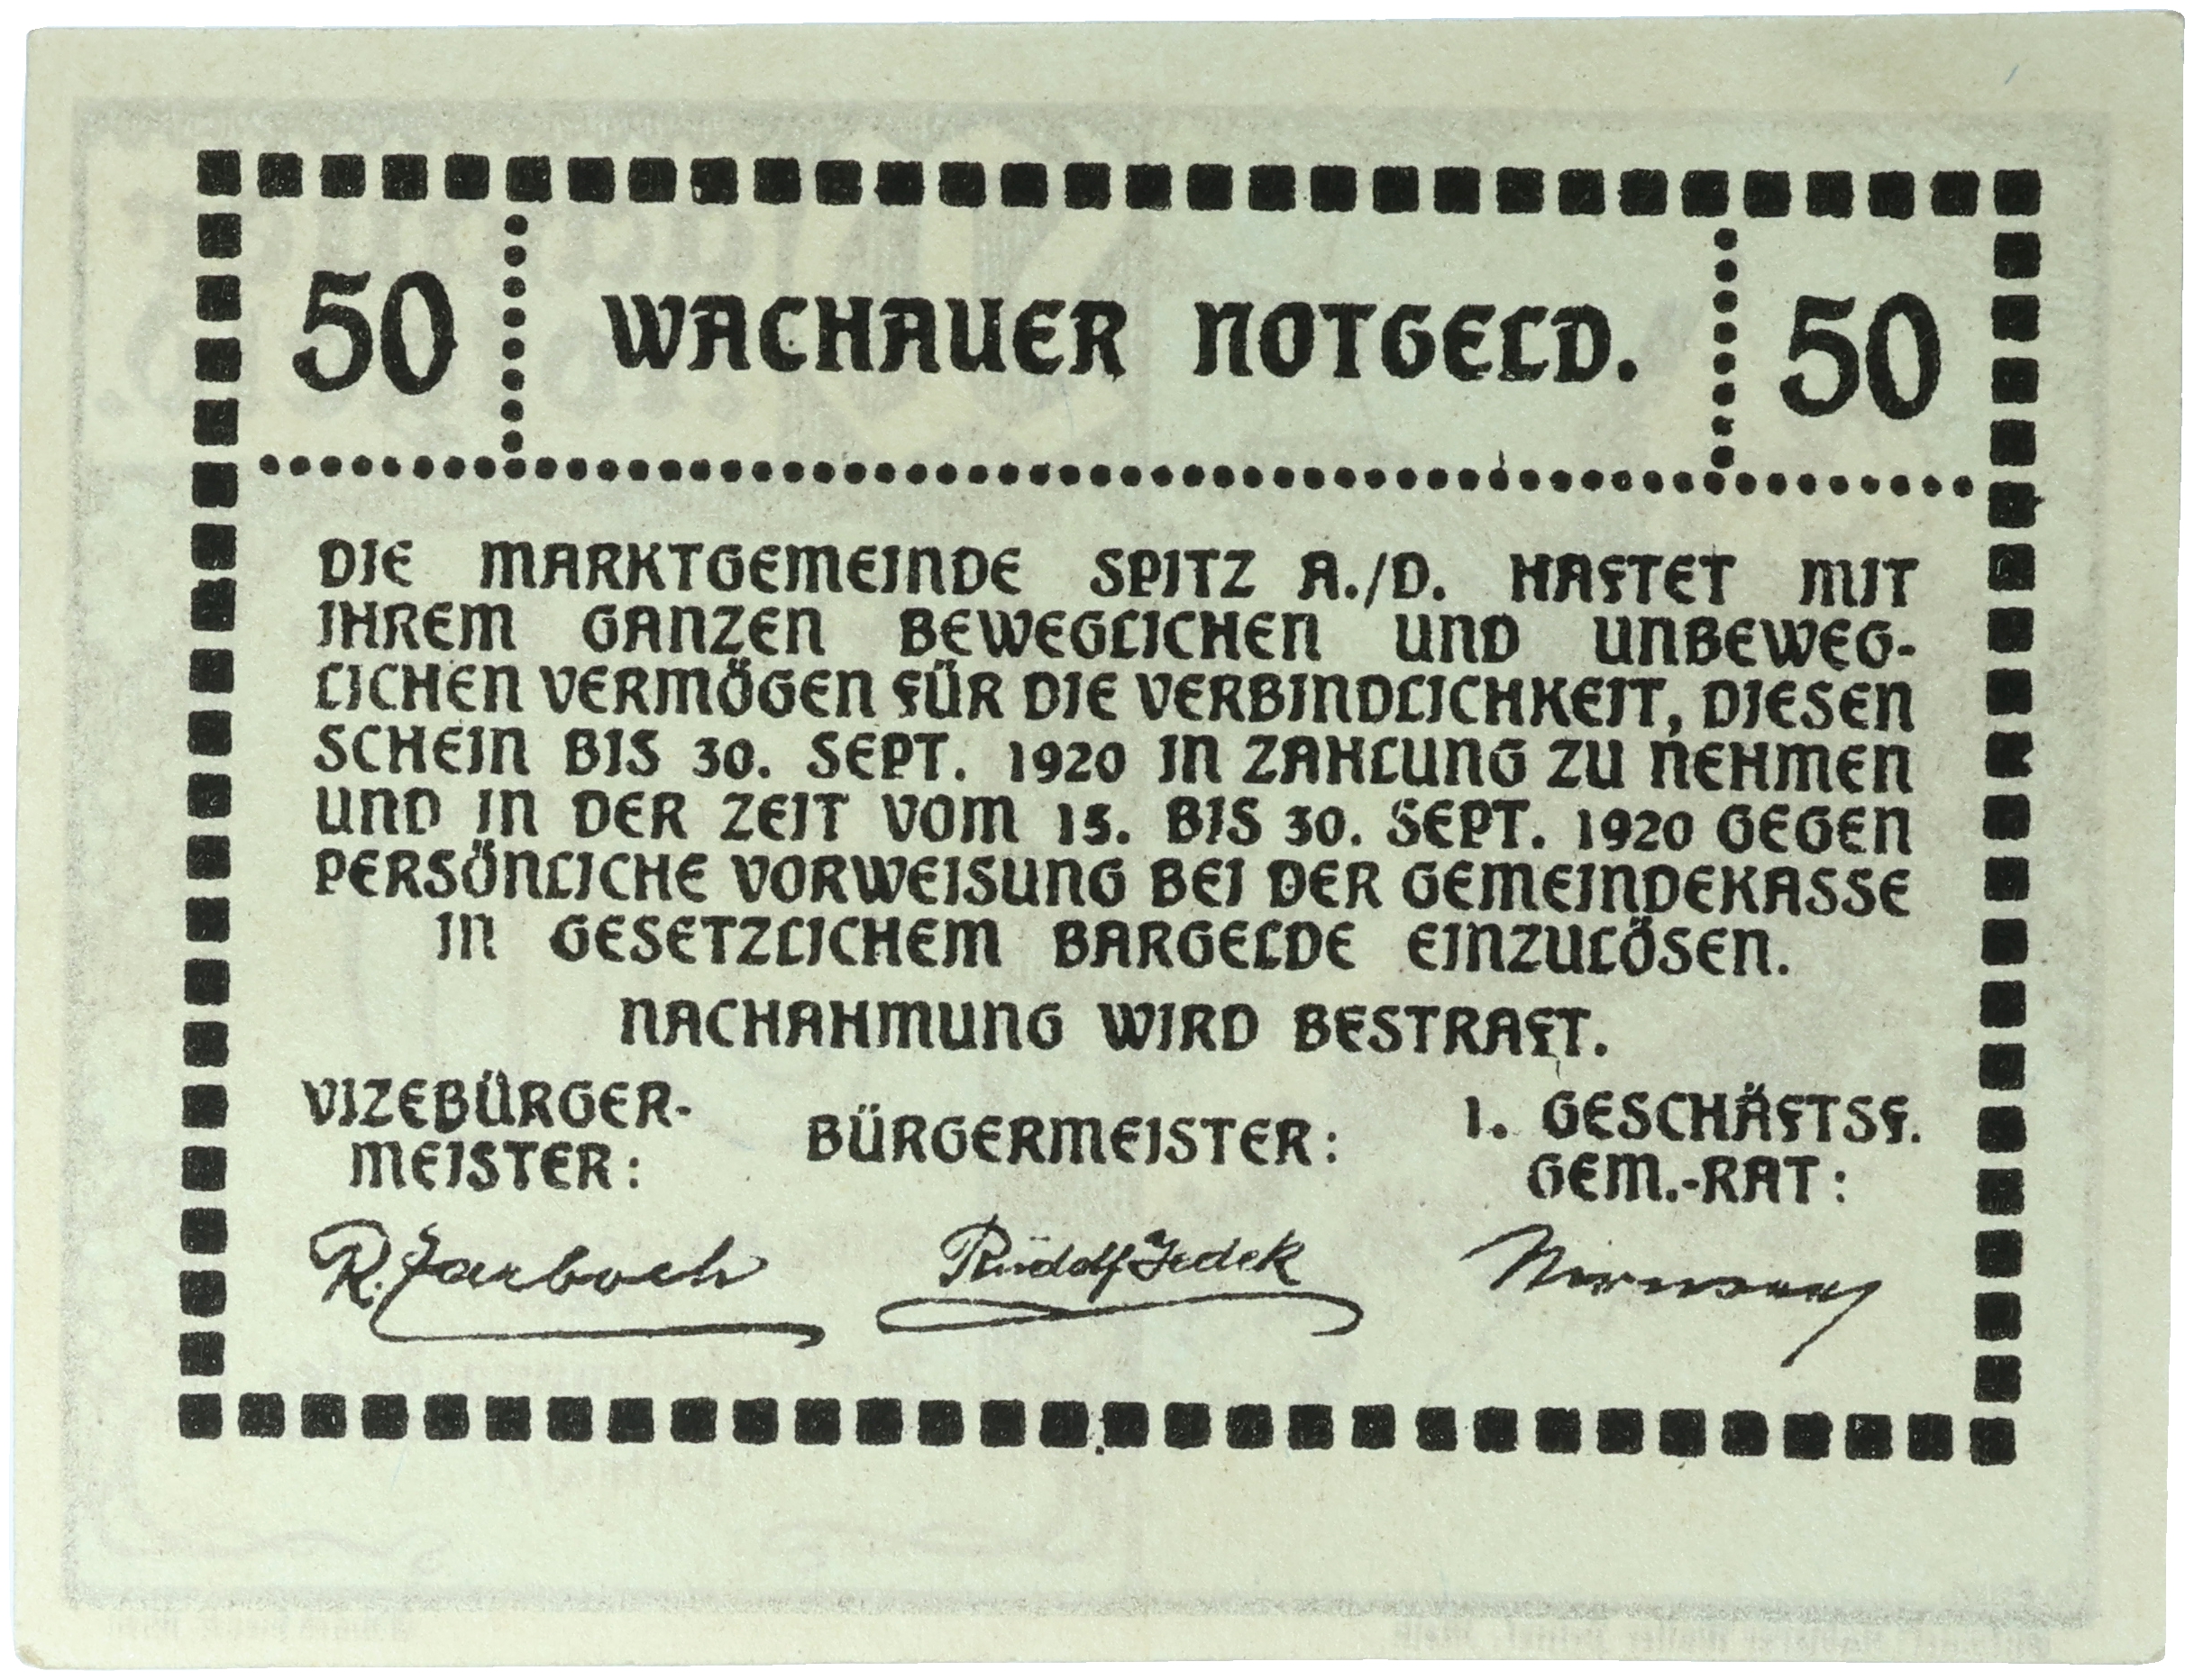 50 WACHAUER NOTGELD. 50
DIE MARKTGEMEINDE SPITZ A./D. HAFTET MIT
IHREM GANZEN BEWEGLICHEN UND UNBEWEG-
LICHEN VERMÖGEN FÜR DIE VERBINDLICHKEIT, DIESEN
SCHEIN BIS 30. SEPT. 1920 IN ZAHLUNG ZU NEHMEN
UND IN DER ZEIT VOM 15. BIS 30. SEPT. 1920 GEGEN
PERSÖNLICHE VORWEISUNG BEI DER GEMEINDEKASSE
IN GESETZLICHEM BARGELDE EINZULÖSEN.
NACHAHMUNG WIRD BESTRAFT.
VIZEBÜRGER-
MEISTER:
BÜRGERMEISTER:
1. GESCHÄFTSF.
GEM.-RAT:
R.
Rudolf